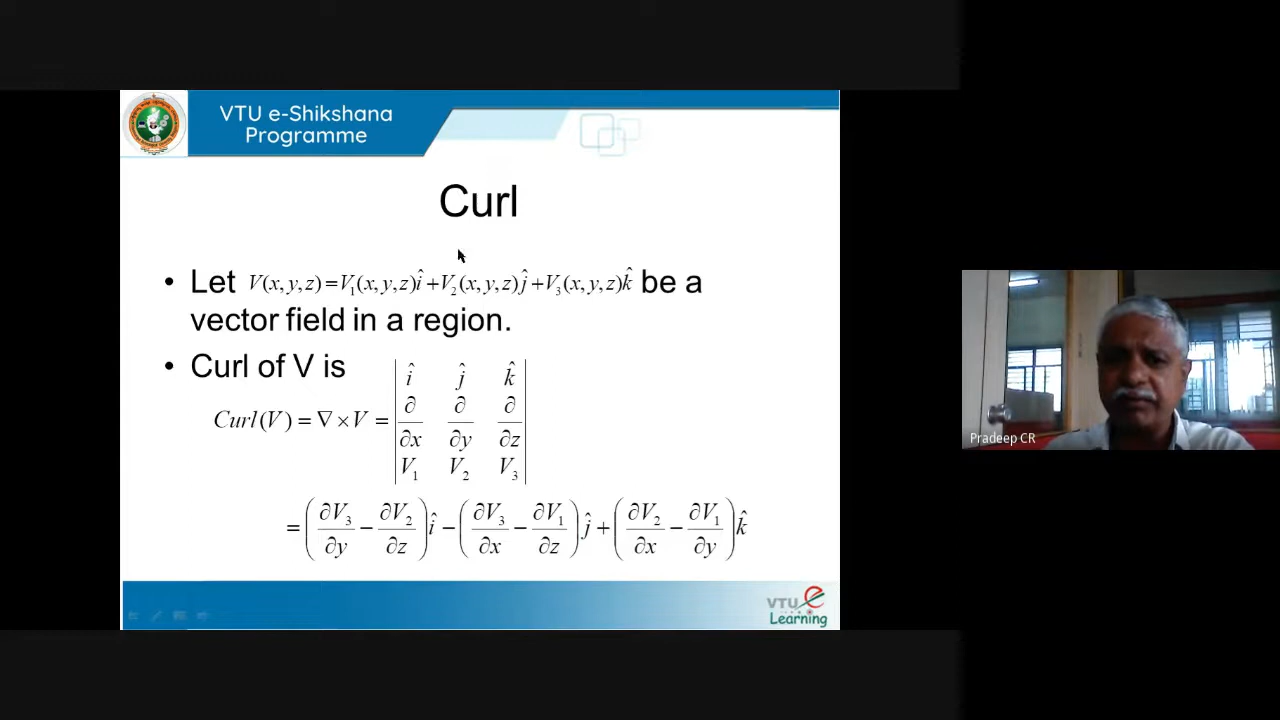 VTU e-Shikshana
Programme
Curl
• Let V(x, y, z) = V₁(x, y, z)î + V₂(x, y, z)ĵ + V₃(x, y, z)k̂ be a
vector field in a region.
• Curl of V is
Curl(V) = ∇ × V = | î ĵ k̂ |
| ∂/∂x ∂/∂y ∂/∂z |
| V₁ V₂ V₃ |
= (∂V₃/∂y − ∂V₂/∂z) î − (∂V₃/∂x − ∂V₁/∂z) ĵ + (∂V₂/∂x − ∂V₁/∂y) k̂
Pradeep CR
VTU e
Learning